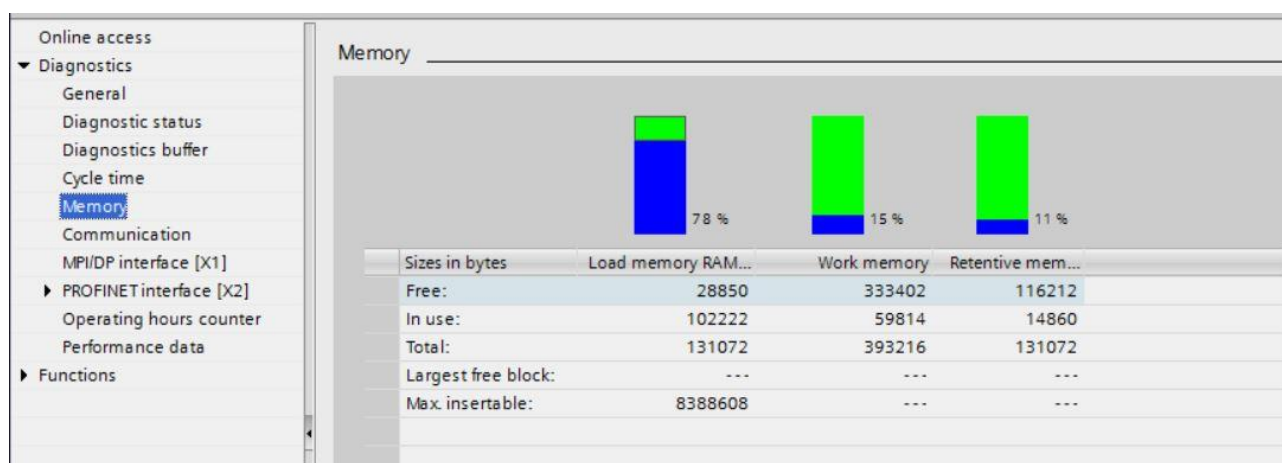 Online access
Diagnostics
General
Diagnostic status
Diagnostics buffer
Cycle time
Memory
Communication
MPI/DP interface [X1]
PROFINET interface [X2]
Operating hours counter
Performance data
Functions
Memory
78 % 15 % 11 %
Sizes in bytes Load memory RAM... Work memory Retentive mem...
Free: 28850 333402 116212
In use: 102222 59814 14860
Total: 131072 393216 131072
Largest free block: --- --- ---
Max. insertable: 8388608 --- ---